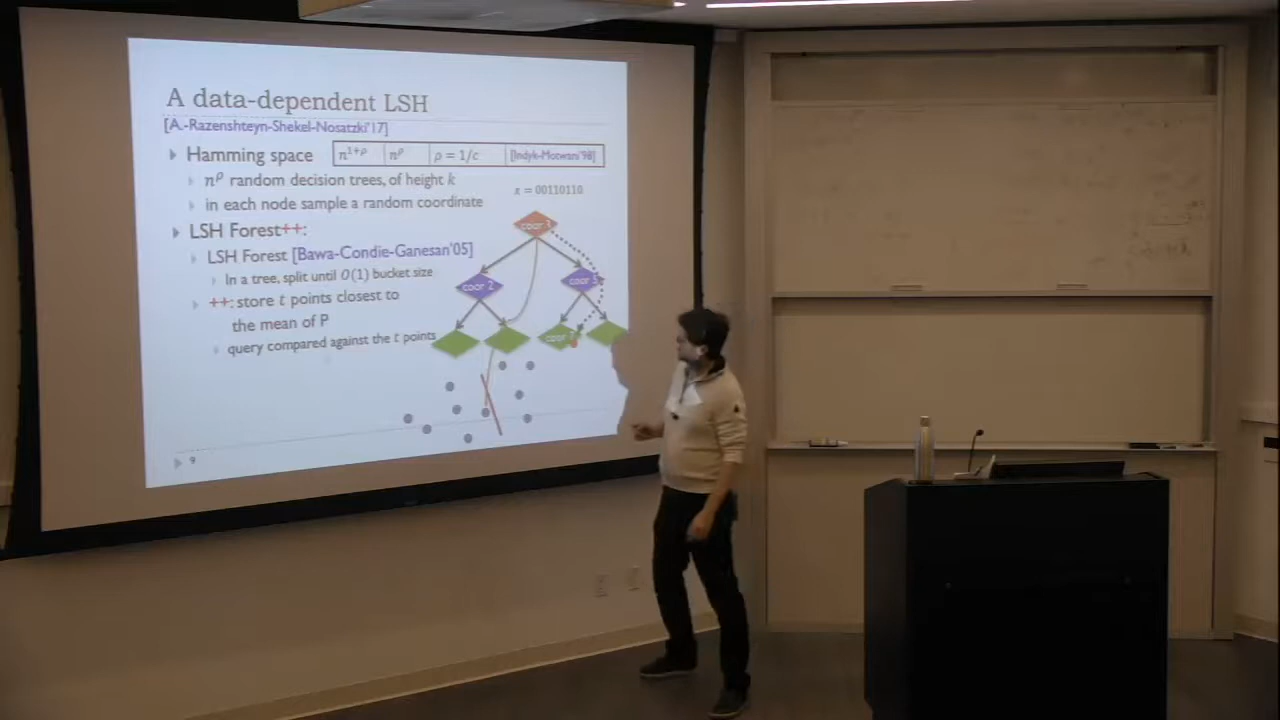 A data-dependent LSH
[A.-Razenshteyn-Shekel-Nosatzki'17]
Hamming space
n^{1+ρ} n^ρ ρ = 1/c [Indyk-Motwani'98]
n^ρ random decision trees, of height k
x = 00110110
in each node sample a random coordinate
coor
LSH Forest++:
LSH Forest [Bawa-Condie-Ganesan'05]
In a tree, split until O(1) bucket size
coor 2
coor 5
++: store t points closest to
the mean of P
coor 7
query compared against the t points
9